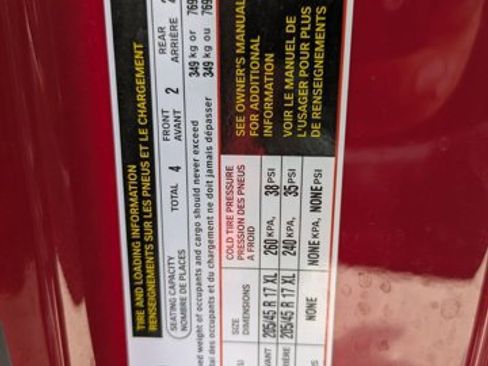 TIRE AND LOADING INFORMATION
RENSEIGNEMENTS SUR LES PNEUS ET LE CHARGEMENT
SEATING CAPACITY
NOMBRE DE PLACES
TOTAL 4
FRONT
AVANT 2
REAR
ARRIÈRE
weight of occupants and cargo should never exceed 349 kg or 769
des occupants et du chargement ne doit jamais dépasser 349 kg ou 769
SIZE
DIMENSIONS
COLD TIRE PRESSURE
PRESSION DES PNEUS
A FROID
SEE OWNER'S MANUAL
FOR ADDITIONAL
INFORMATION
VOIR LE MANUEL DE
L'USAGER POUR PLUS
DE RENSEIGNEMENTS
205/45 R 17 XL 260 KPA, 38 PSI
205/45 R 17 XL 240 KPA, 35 PSI
NONE NONE KPA, NONE PSI